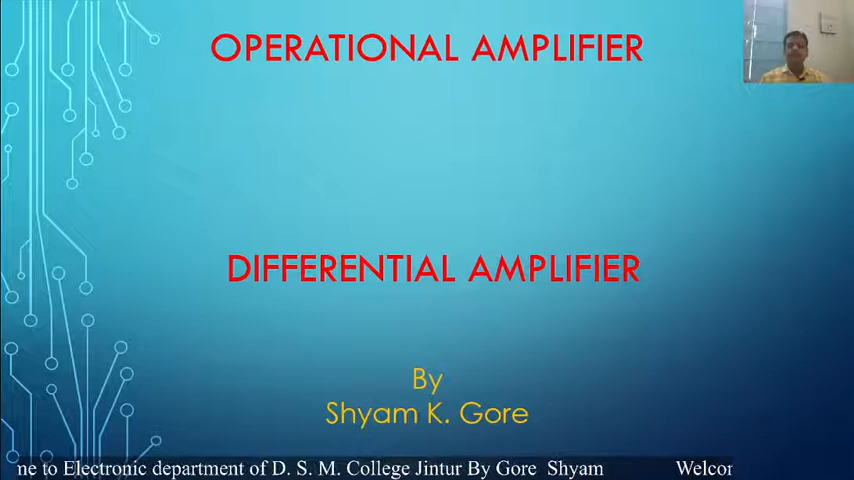 OPERATIONAL AMPLIFIER
DIFFERENTIAL AMPLIFIER
By
Shyam K. Gore
ne to Electronic department of D. S. M. College Jintur By Gore Shyam Welcor